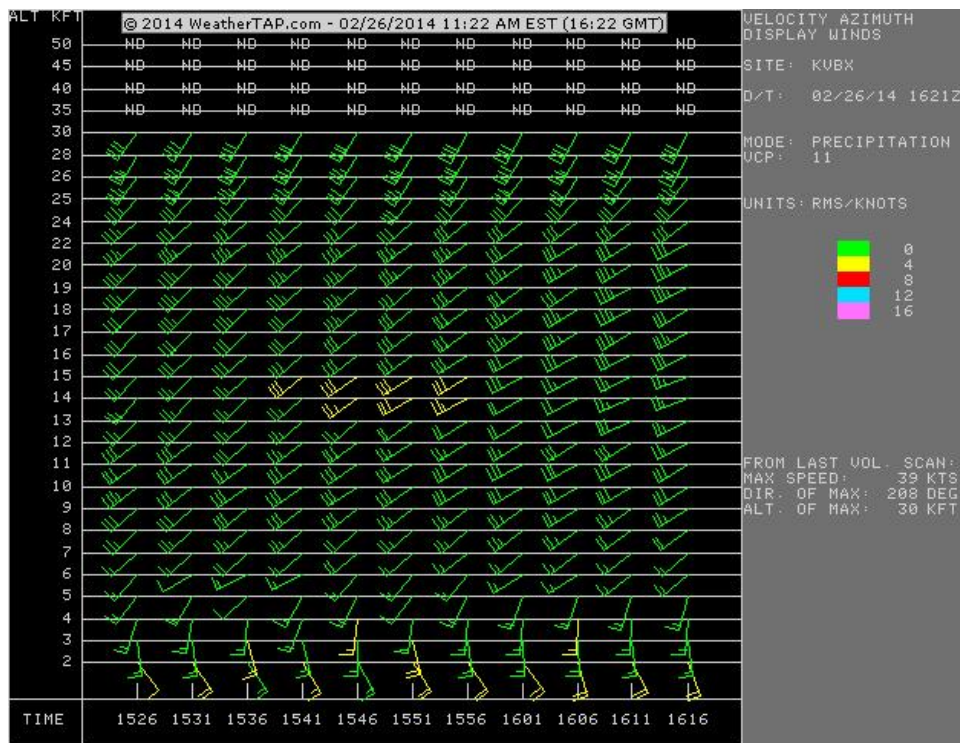 ALT KFT
© 2014 WeatherTAP.com - 02/26/2014 11:22 AM EST (16:22 GMT)
50 ND ND ND ND ND ND ND ND ND ND ND
45 ND ND ND ND ND ND ND ND ND ND ND
40 ND ND ND ND ND ND ND ND ND ND ND
35 ND ND ND ND ND ND ND ND ND ND ND
30
28
26
25
24
22
20
19
18
17
16
15
14
13
12
11
10
9
8
7
6
5
4
3
2
TIME 1526 1531 1536 1541 1546 1551 1556 1601 1606 1611 1616
VELOCITY AZIMUTH
DISPLAY WINDS
SITE: KVBX
D/T: 02/26/14 1621Z
MODE: PRECIPITATION
VCP: 11
UNITS: RMS/KNOTS
0
4
8
12
16
FROM LAST VOL. SCAN:
MAX SPEED: 39 KTS
DIR. OF MAX: 208 DEG
ALT. OF MAX: 30 KFT